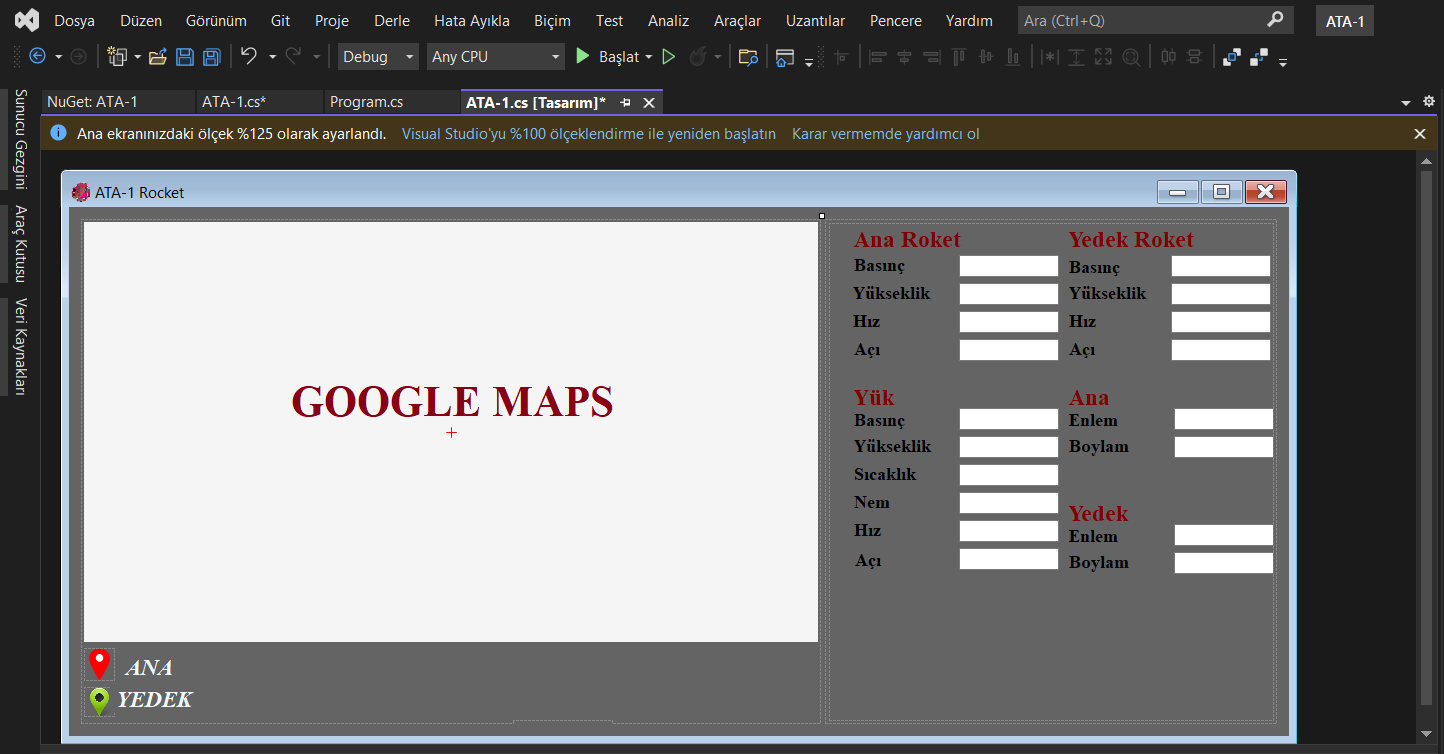 Dosya Düzen Görünüm Git Proje Derle Hata Ayıkla Biçim Test Analiz Araçlar Uzantılar Pencere Yardım Ara (Ctrl+Q) ATA-1
Debug Any CPU Başlat
NuGet: ATA-1 ATA-1.cs* Program.cs ATA-1.cs [Tasarım]*
Ana ekranınızdaki ölçek %125 olarak ayarlandı. Visual Studio'yu %100 ölçeklendirme ile yeniden başlatın Karar vermemde yardımcı ol
Sunucu Gezgini
Araç Kutusu
Veri Kaynakları
ATA-1 Rocket
GOOGLE MAPS
ANA
YEDEK
Ana Roket
Basınç
Yükseklik
Hız
Açı
Yedek Roket
Basınç
Yükseklik
Hız
Açı
Yük
Basınç
Yükseklik
Sıcaklık
Nem
Hız
Açı
Ana
Enlem
Boylam
Yedek
Enlem
Boylam